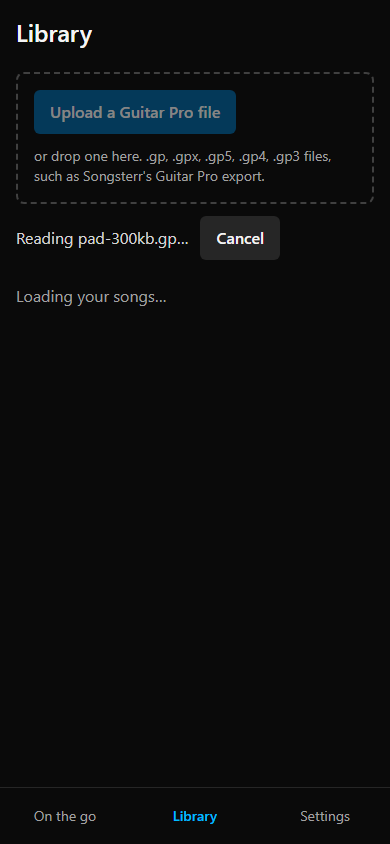 Library
Upload a Guitar Pro file
or drop one here. .gp, .gpx, .gp5, .gp4, .gp3 files,
such as Songsterr's Guitar Pro export.
Reading pad-300kb.gp... Cancel
Loading your songs...
On the go Library Settings